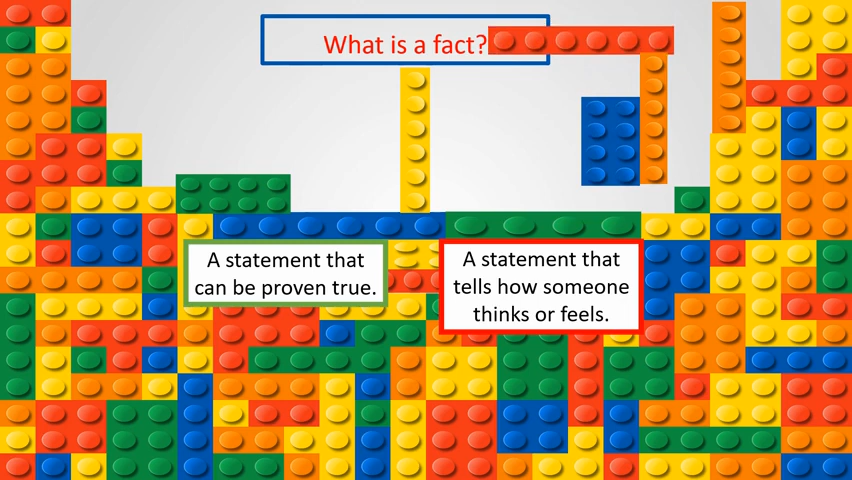 What is a fact?
A statement that
can be proven true.
A statement that
tells how someone
thinks or feels.